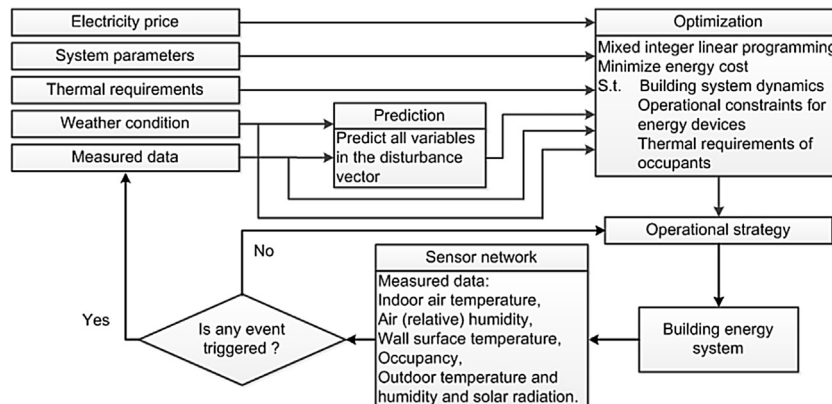 Electricity price
System parameters
Thermal requirements
Weather condition
Measured data
Prediction
Predict all variables
in the disturbance
vector
Optimization
Mixed integer linear programming
Minimize energy cost
S.t. Building system dynamics
Operational constraints for
energy devices
Thermal requirements of
occupants
Operational strategy
Building energy
system
Sensor network
Measured data:
Indoor air temperature,
Air (relative) humidity,
Wall surface temperature,
Occupancy,
Outdoor temperature and
humidity and solar radiation.
Is any event
triggered ?
No
Yes